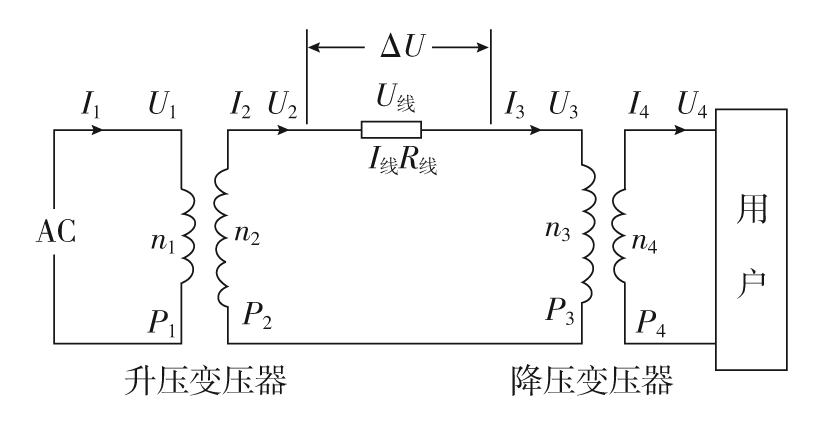 ΔU
I₁ U₁ I₂ U₂ U线 I₃ U₃ I₄ U₄
I线R线
AC n₁ n₂ n₃ n₄ 用户
P₁ P₂ P₃ P₄
升压变压器 降压变压器